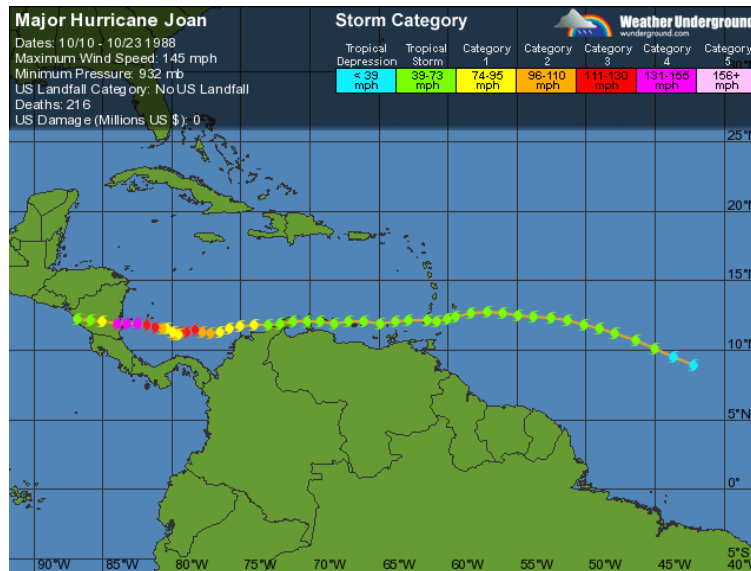 Major Hurricane Joan
Dates: 10/10 - 10/23 1988
Maximum Wind Speed: 145 mph
Minimum Pressure: 932 mb
US Landfall Category: No US Landfall
Deaths: 216
US Damage (Millions US $): 0
Storm Category
Weather Underground
wunderground.com
Tropical Depression
< 39 mph
Tropical Storm
39-73 mph
Category 1
74-95 mph
Category 2
96-110 mph
Category 3
111-130 mph
Category 4
131-155 mph
Category 5
156+ mph
25°N
20°N
15°N
10°N
5°N
0°
5°S
90°W 85°W 80°W 75°W 70°W 65°W 60°W 55°W 50°W 45°W 40°W